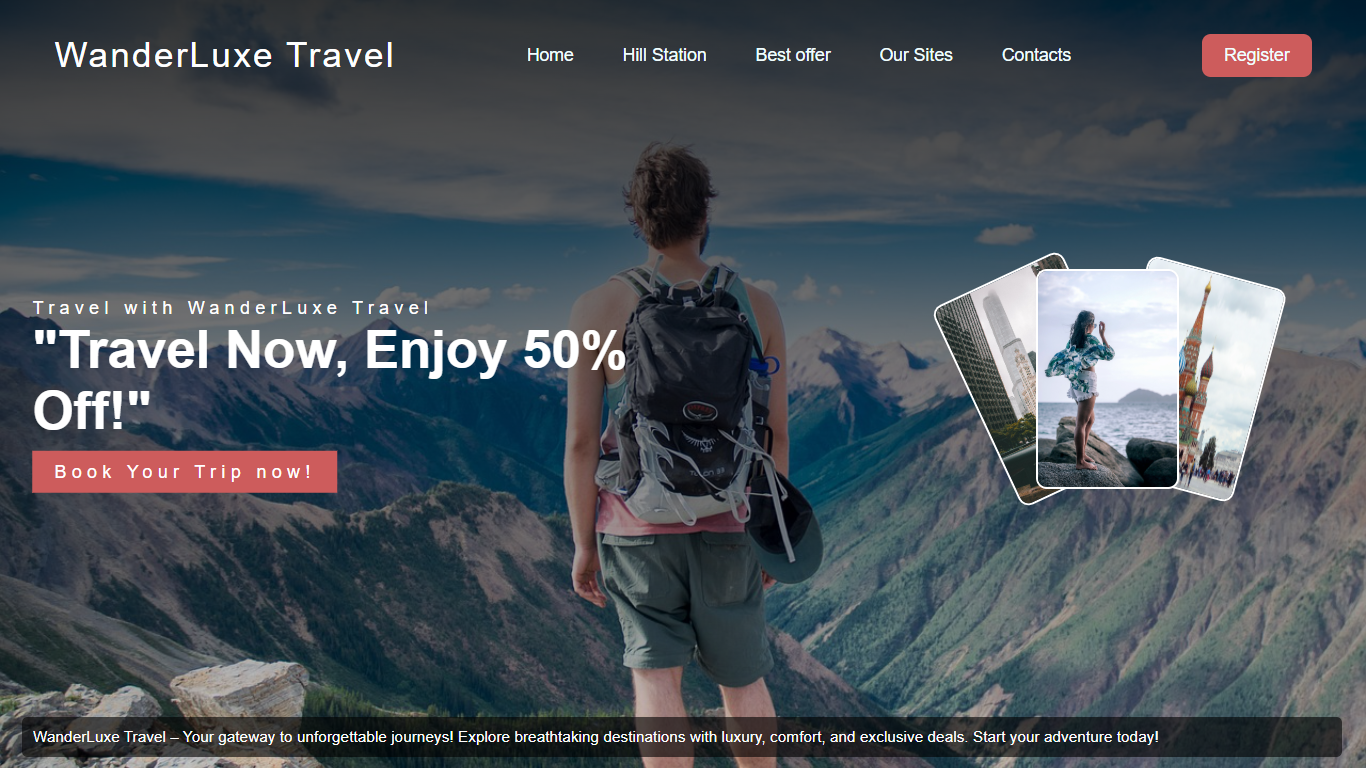 WanderLuxe Travel
Home
Hill Station
Best offer
Our Sites
Contacts
Register
Travel with WanderLuxe Travel
"Travel Now, Enjoy 50%
Off!"
Book Your Trip now!
WanderLuxe Travel – Your gateway to unforgettable journeys! Explore breathtaking destinations with luxury, comfort, and exclusive deals. Start your adventure today!